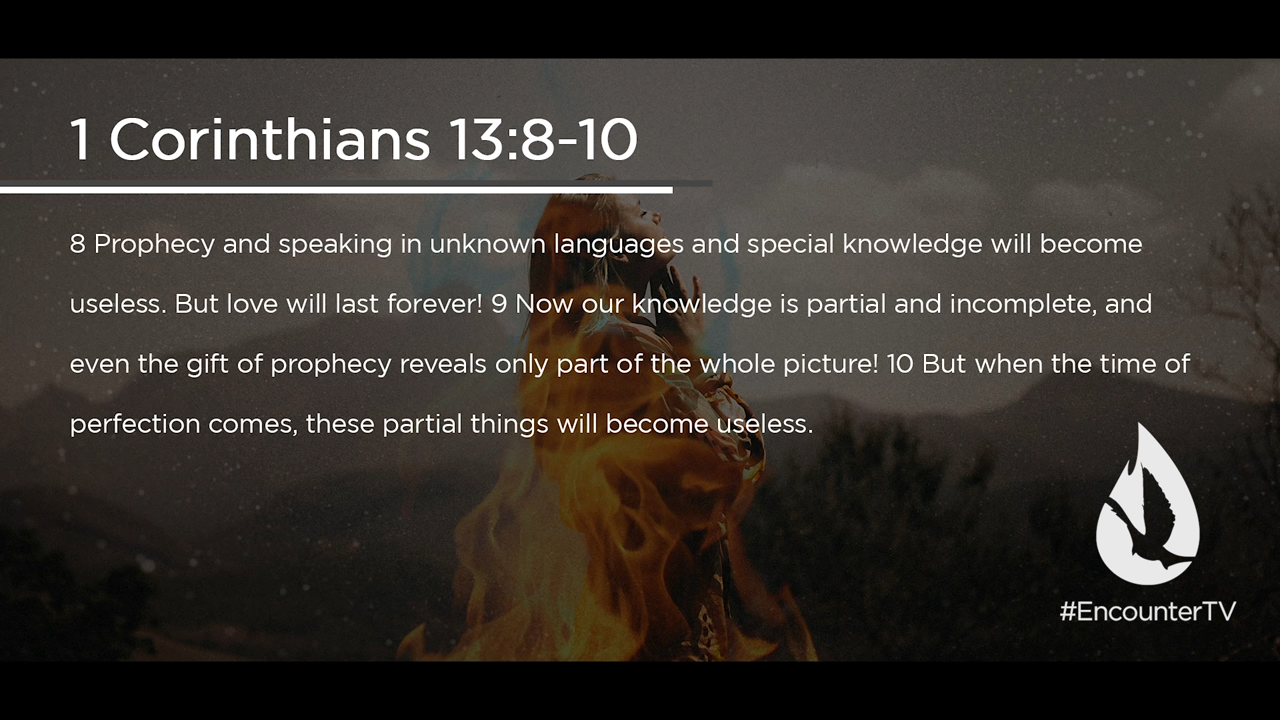 1 Corinthians 13:8-10
8 Prophecy and speaking in unknown languages and special knowledge will become
useless. But love will last forever! 9 Now our knowledge is partial and incomplete, and
even the gift of prophecy reveals only part of the whole picture! 10 But when the time of
perfection comes, these partial things will become useless.
#EncounterTV